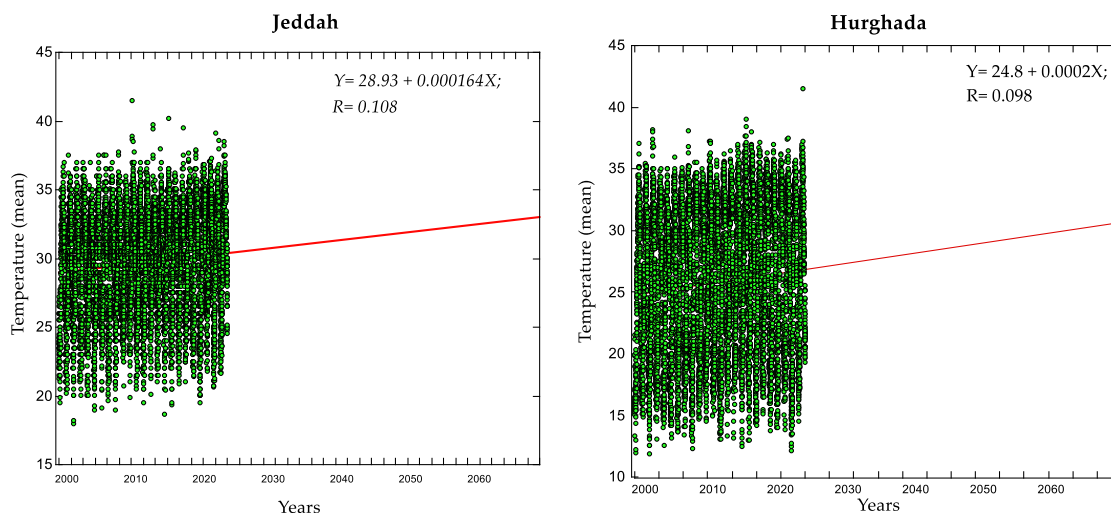 Jeddah
Y= 28.93 + 0.000164X;
R= 0.108
Temperature (mean)
45
40
35
30
25
20
15
2000 2010 2020 2030 2040 2050 2060
Years
Hurghada
Y= 24.8 + 0.0002X;
R= 0.098
Temperature (mean)
45
40
35
30
25
20
15
10
2000 2010 2020 2030 2040 2050 2060
Years